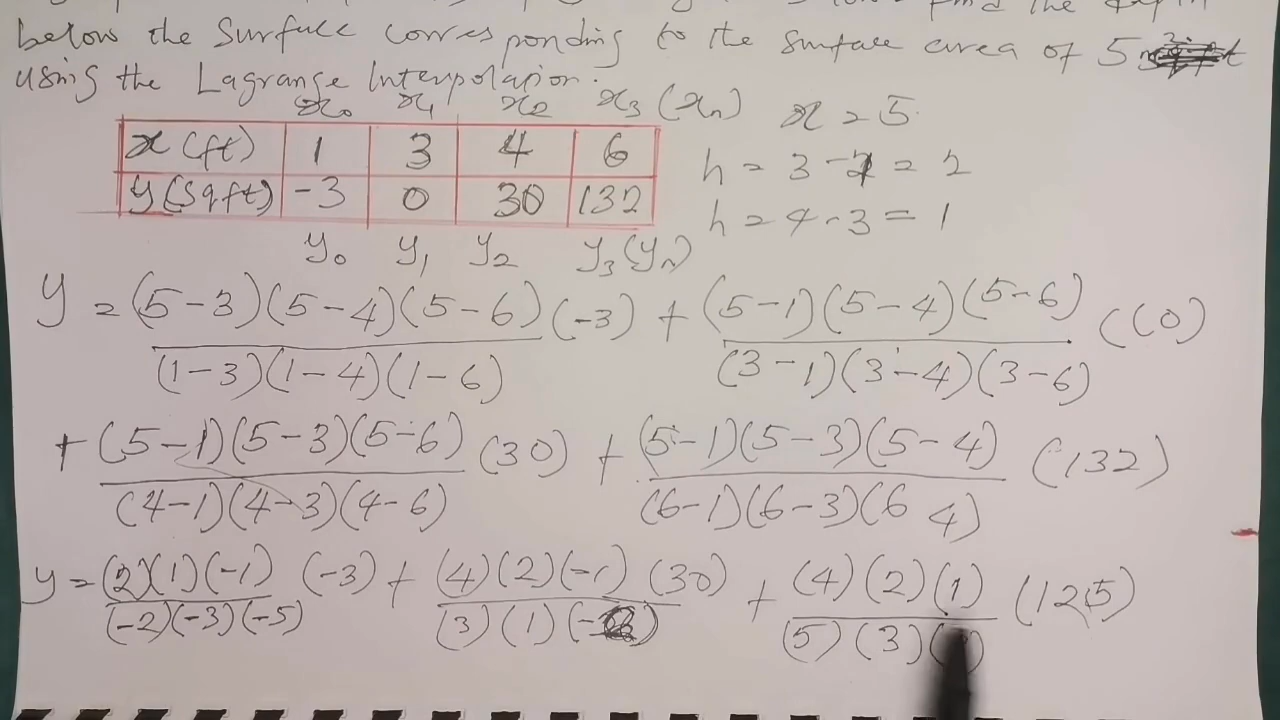 find the depth
below the Surface corresponding to the surface area of 5
using the Lagrange Interpolation.
x₀ x₁ x₂ x₃ (xₙ) x = 5
x (ft) 1 3 4 6
h = 3 - 1 = 2
y (sqft) -3 0 30 132
h = 4 - 3 = 1
y₀ y₁ y₂ y₃ (yₙ)
y = (5-3)(5-4)(5-6) (-3) + (5-1)(5-4)(5-6) ((0)
(1-3)(1-4)(1-6) (3-1)(3-4)(3-6)
+ (5-1)(5-3)(5-6) (30) + (5-1)(5-3)(5-4) (132)
(4-1)(4-3)(4-6) (6-1)(6-3)(6 4)
y = (2)(1)(-1) (-3) + (4)(2)(-1) (30) + (4)(2)(1) (125)
(-2)(-3)(-5) (3)(1)(- ) (5)(3)( )